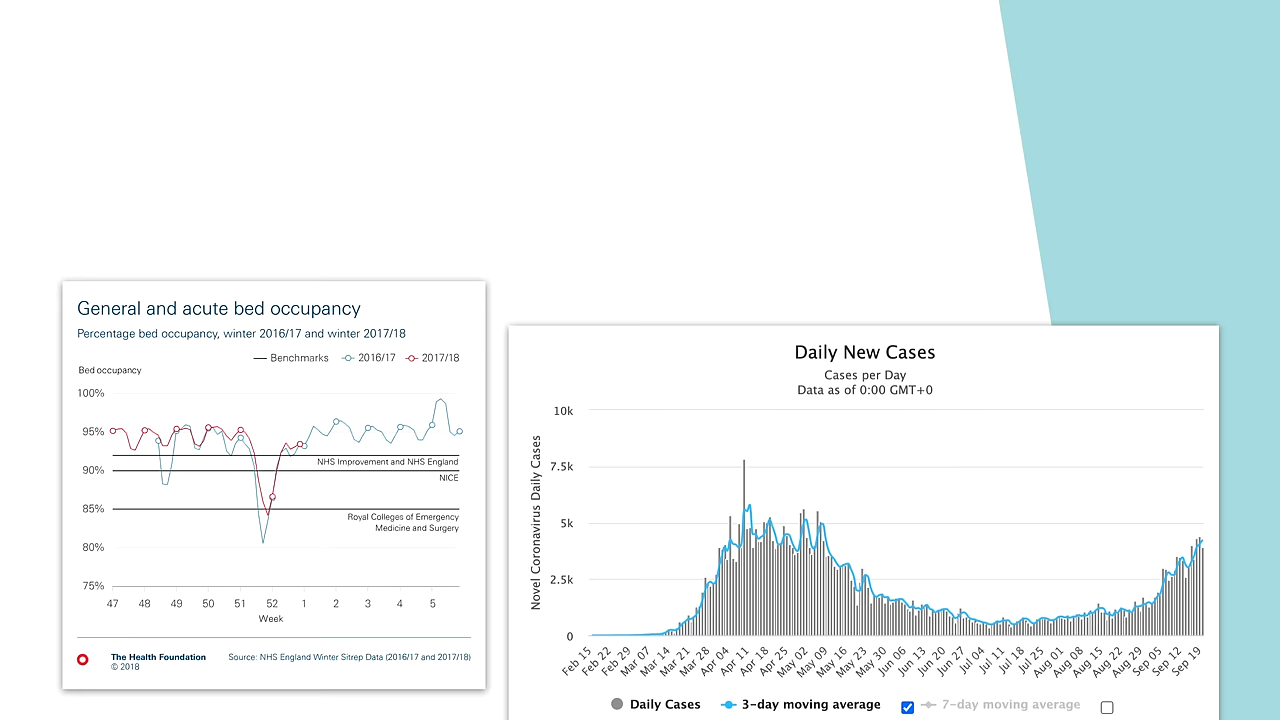 General and acute bed occupancy
Percentage bed occupancy, winter 2016/17 and winter 2017/18
Benchmarks 2016/17 2017/18
Bed occupancy
100%
95%
90%
85%
80%
75%
NHS Improvement and NHS England
NICE
Royal Colleges of Emergency
Medicine and Surgery
47 48 49 50 51 52 1 2 3 4 5
Week
The Health Foundation
© 2018
Source: NHS England Winter Sitrep Data (2016/17 and 2017/18)
Daily New Cases
Cases per Day
Data as of 0:00 GMT+0
Novel Coronavirus Daily Cases
10k
7.5k
5k
2.5k
0
Feb 15 Feb 22 Feb 29 Mar 07 Mar 14 Mar 21 Mar 28 Apr 04 Apr 11 Apr 18 Apr 25 May 02 May 09 May 16 May 23 May 30 Jun 06 Jun 13 Jun 20 Jun 27 Jul 04 Jul 11 Jul 18 Jul 25 Aug 01 Aug 08 Aug 15 Aug 22 Aug 29 Sep 05 Sep 12 Sep 19
Daily Cases 3-day moving average 7-day moving average